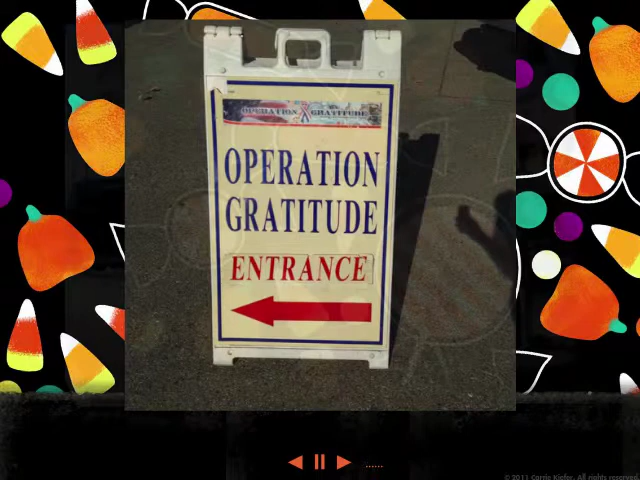 OPERATION GRATITUDE
OPERATION
GRATITUDE
ENTRANCE
© 2011 Carrie Kiefer. All rights reserved